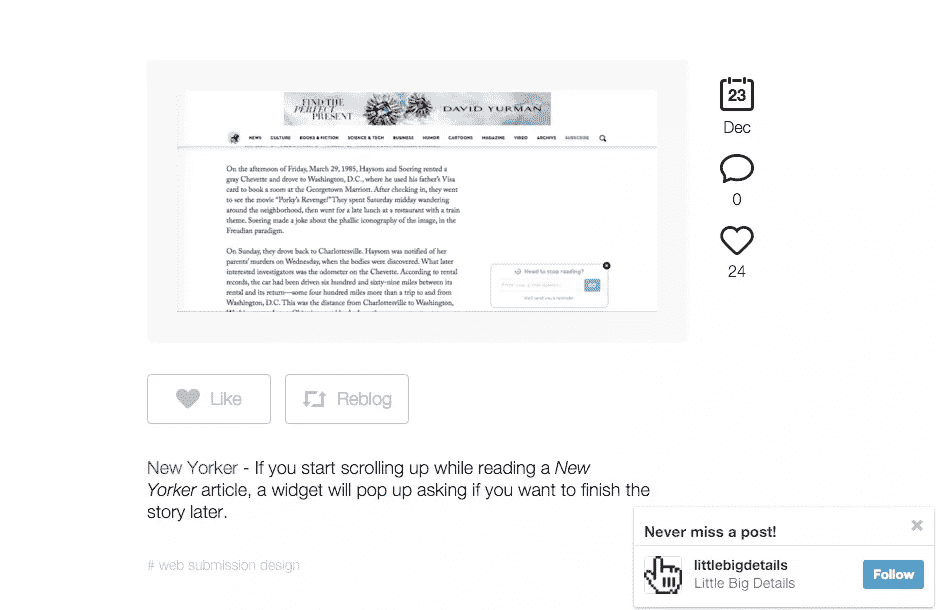 FIND THE
PERFECT
PRESENT
DAVID YURMAN
NEWS CULTURE BOOKS & FICTION SCIENCE & TECH BUSINESS HUMOR CARTOONS MAGAZINE VIDEO ARCHIVE SUBSCRIBE
On the afternoon of Friday, March 29, 1985, Haysom and Soering rented a
gray Chevette and drove to Washington, D.C., where he used his father's Visa
card to book a room at the Georgetown Marriott. After checking in, they went
to see the movie "Porky's Revenge!" They spent Saturday midday wandering
around the neighborhood, then went for a late lunch at a restaurant with a train
theme. Soering made a joke about the phallic iconography of the image, in the
Freudian paradigm.
On Sunday, they drove back to Charlottesville. Haysom was notified of her
parents' murders on Wednesday, when the bodies were discovered. What later
interested investigators was the odometer on the Chevette. According to rental
records, the car had been driven six hundred and sixty-nine miles between its
rental and its return—some four hundred miles more than a trip to and from
Washington, D.C. This was the distance from Charlottesville to Washington,
Need to stop reading?
We'll send you a reminder.
23
Dec
0
24
Like
Reblog
New Yorker - If you start scrolling up while reading a New
Yorker article, a widget will pop up asking if you want to finish the
story later.
# web submission design
Never miss a post!
littlebigdetails
Little Big Details
Follow